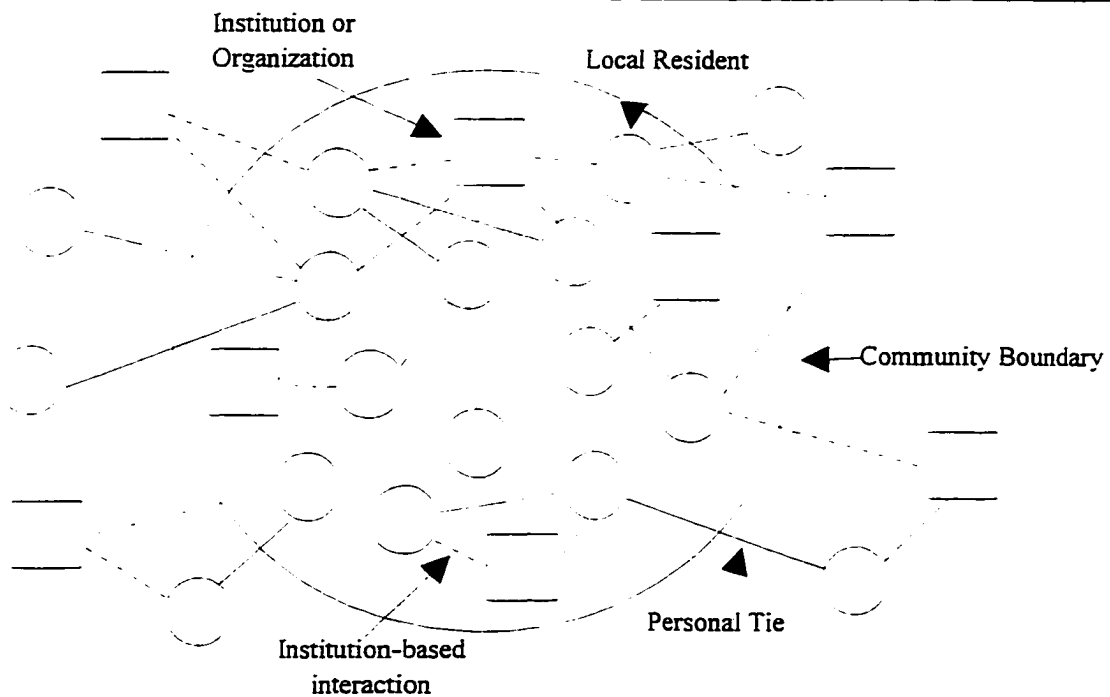 Institution or
Organization
Local Resident
Community Boundary
Personal Tie
Institution-based
interaction